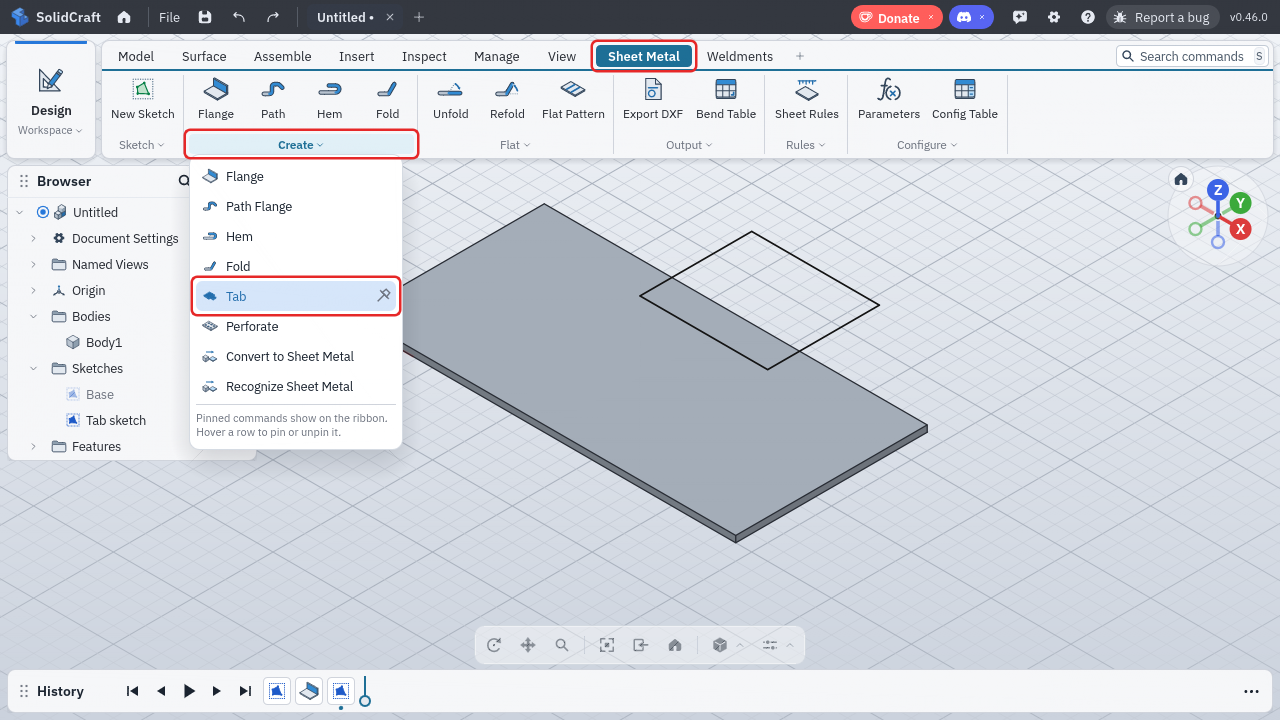 SolidCraft
File
Untitled •
Donate
Report a bug
v0.46.0
Design
Workspace
Model
Surface
Assemble
Insert
Inspect
Manage
View
Sheet Metal
Weldments
Search commands
S
New Sketch
Flange
Path
Hem
Fold
Unfold
Refold
Flat Pattern
Export DXF
Bend Table
Sheet Rules
Parameters
Config Table
Sketch
Create
Flat
Output
Rules
Configure
Browser
Untitled
Document Settings
Named Views
Origin
Bodies
Body1
Sketches
Base
Tab sketch
Features
Flange
Path Flange
Hem
Fold
Tab
Perforate
Convert to Sheet Metal
Recognize Sheet Metal
Pinned commands show on the ribbon.
Hover a row to pin or unpin it.
Z
Y
X
History